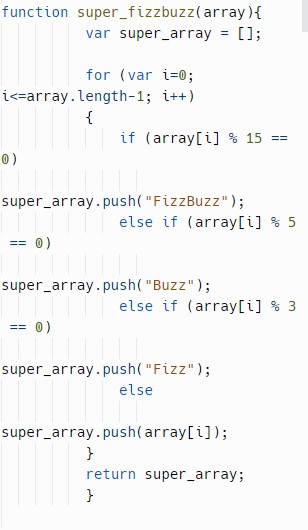 function super_fizzbuzz(array){
var super_array = [];
for (var i=0;
i<=array.length-1; i++)
{
if (array[i] % 15 ==
0)
super_array.push("FizzBuzz");
else if (array[i] % 5
== 0)
super_array.push("Buzz");
else if (array[i] % 3
== 0)
super_array.push("Fizz");
else
super_array.push(array[i]);
}
return super_array;
}